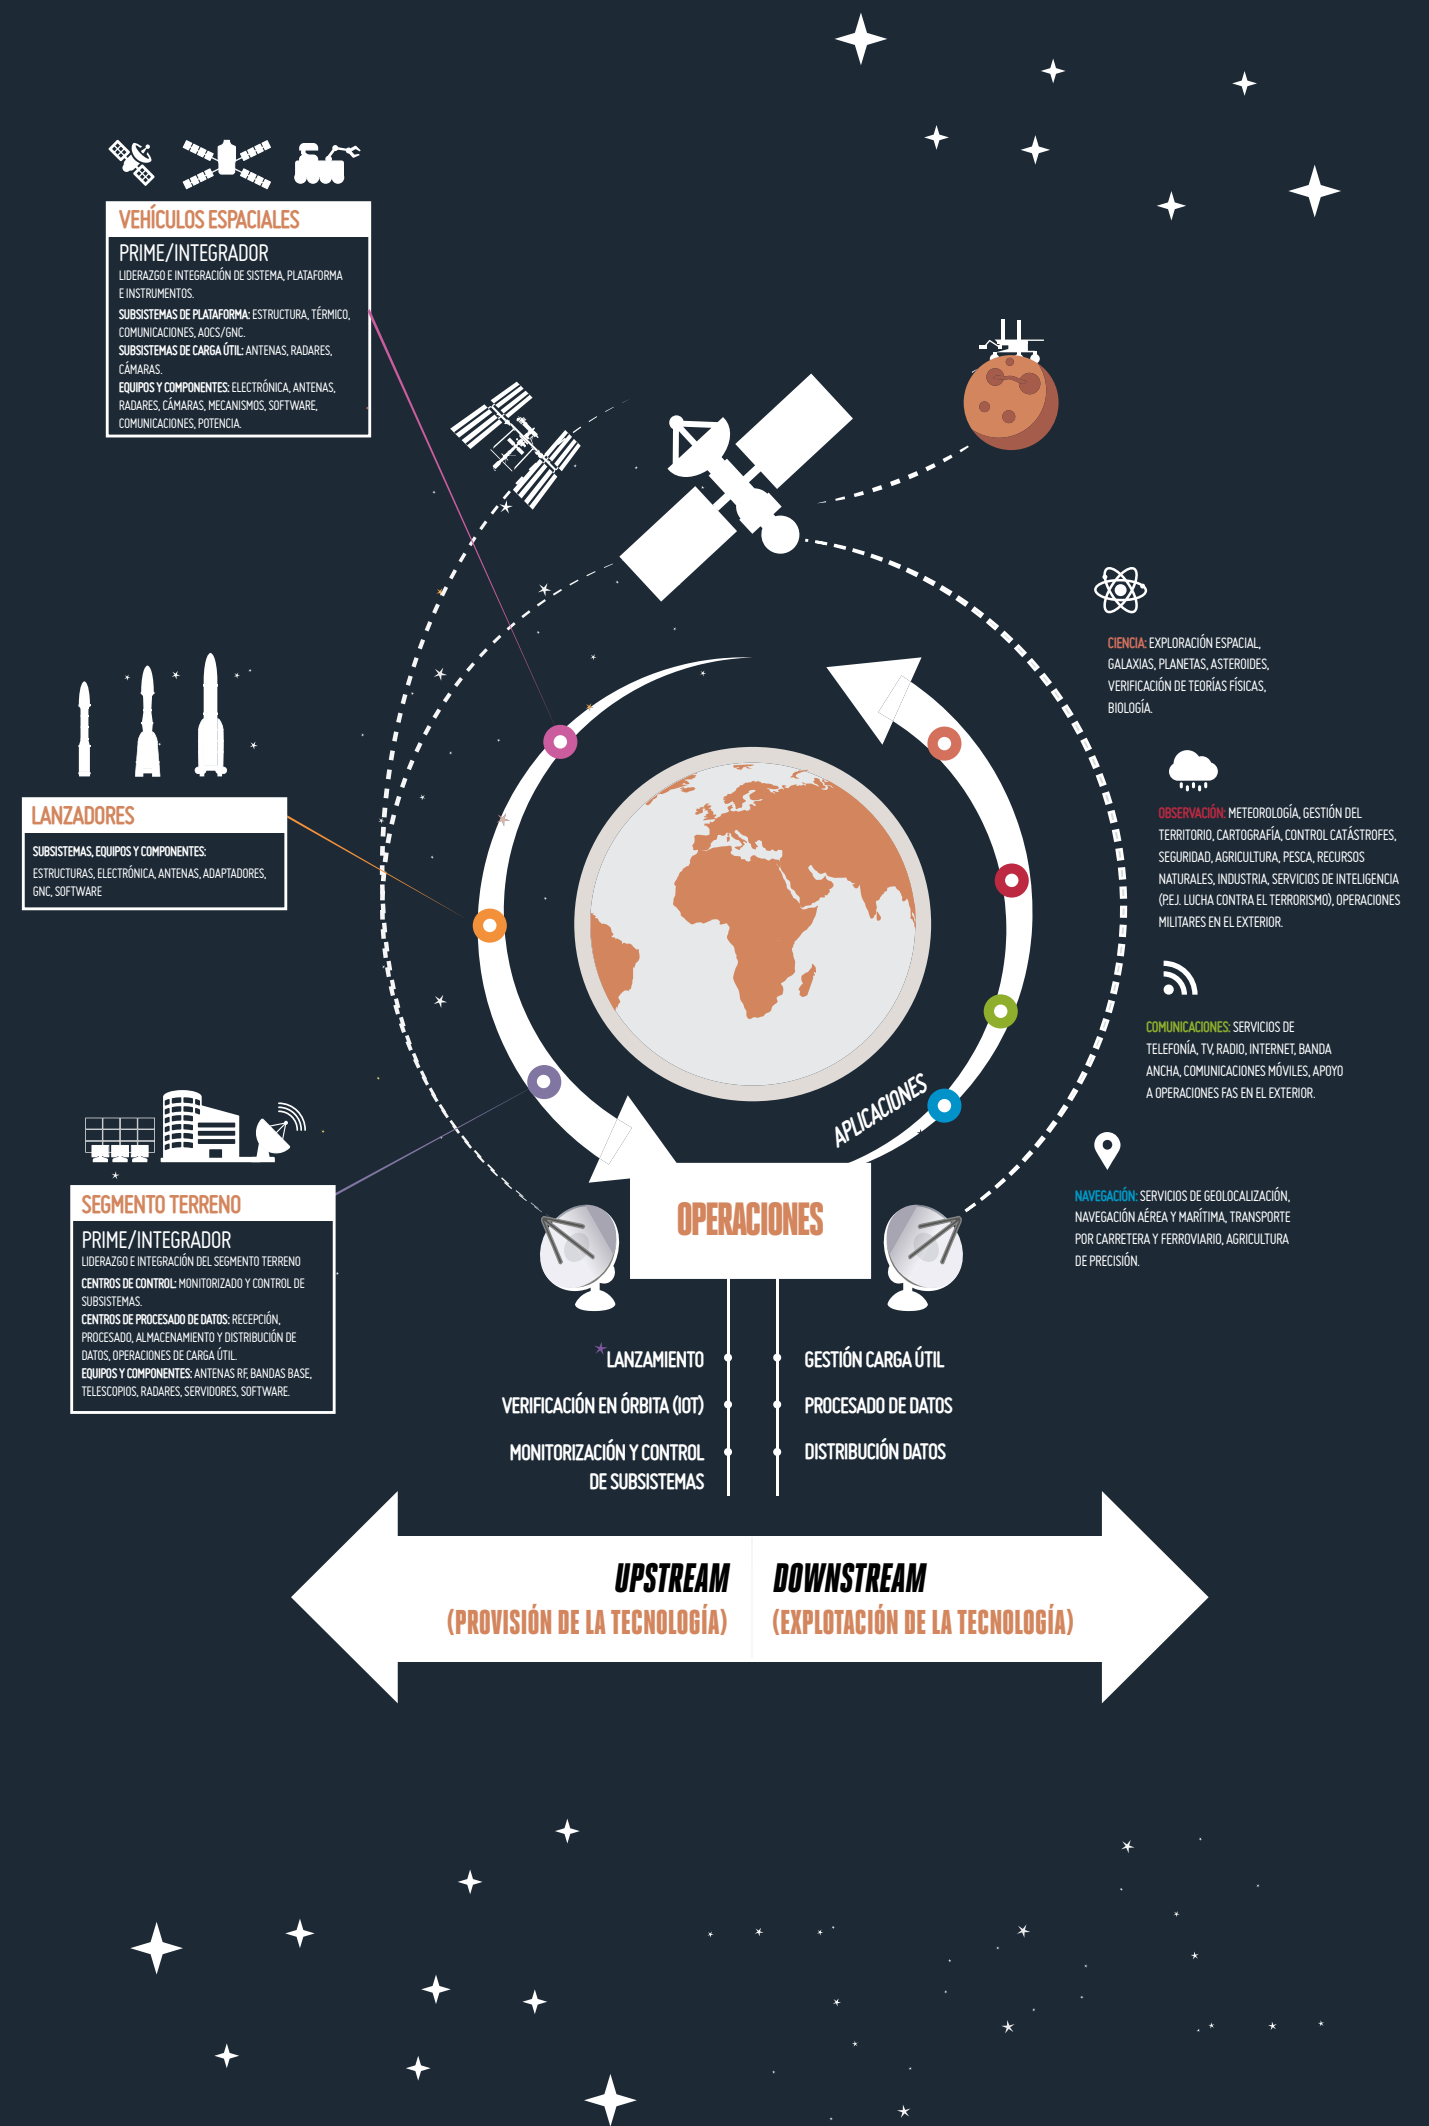 VEHÍCULOS ESPACIALES
PRIME/INTEGRADOR
LIDERAZGO E INTEGRACIÓN DE SISTEMA, PLATAFORMA
E INSTRUMENTOS.
SUBSISTEMAS DE PLATAFORMA: ESTRUCTURA, TÉRMICO,
COMUNICACIONES, AOCS/GNC.
SUBSISTEMAS DE CARGA ÚTIL: ANTENAS, RADARES,
CÁMARAS.
EQUIPOS Y COMPONENTES: ELECTRÓNICA, ANTENAS,
RADARES, CÁMARAS, MECANISMOS, SOFTWARE,
COMUNICACIONES, POTENCIA.
LANZADORES
SUBSISTEMAS, EQUIPOS Y COMPONENTES:
ESTRUCTURAS, ELECTRÓNICA, ANTENAS, ADAPTADORES,
GNC, SOFTWARE
SEGMENTO TERRENO
PRIME/INTEGRADOR
LIDERAZGO E INTEGRACIÓN DEL SEGMENTO TERRENO
CENTROS DE CONTROL: MONITORIZADO Y CONTROL DE
SUBSISTEMAS.
CENTROS DE PROCESADO DE DATOS: RECEPCIÓN,
PROCESADO, ALMACENAMIENTO Y DISTRIBUCIÓN DE
DATOS, OPERACIONES DE CARGA ÚTIL.
EQUIPOS Y COMPONENTES: ANTENAS RF, BANDAS BASE,
TELESCOPIOS, RADARES, SERVIDORES, SOFTWARE.
CIENCIA: EXPLORACIÓN ESPACIAL,
GALAXIAS, PLANETAS, ASTEROIDES,
VERIFICACIÓN DE TEORÍAS FÍSICAS,
BIOLOGÍA.
OBSERVACIÓN: METEOROLOGÍA, GESTIÓN DEL
TERRITORIO, CARTOGRAFÍA, CONTROL CATÁSTROFES,
SEGURIDAD, AGRICULTURA, PESCA, RECURSOS
NATURALES, INDUSTRIA, SERVICIOS DE INTELIGENCIA
(P.EJ. LUCHA CONTRA EL TERRORISMO), OPERACIONES
MILITARES EN EL EXTERIOR.
COMUNICACIONES: SERVICIOS DE
TELEFONÍA, TV, RADIO, INTERNET, BANDA
ANCHA, COMUNICACIONES MÓVILES, APOYO
A OPERACIONES FAS EN EL EXTERIOR.
NAVEGACIÓN: SERVICIOS DE GEOLOCALIZACIÓN,
NAVEGACIÓN AÉREA Y MARÍTIMA, TRANSPORTE
POR CARRETERA Y FERROVIARIO, AGRICULTURA
DE PRECISIÓN.
APLICACIONES
OPERACIONES
LANZAMIENTO
VERIFICACIÓN EN ÓRBITA (IOT)
MONITORIZACIÓN Y CONTROL
DE SUBSISTEMAS
GESTIÓN CARGA ÚTIL
PROCESADO DE DATOS
DISTRIBUCIÓN DATOS
UPSTREAM
(PROVISIÓN DE LA TECNOLOGÍA)
DOWNSTREAM
(EXPLOTACIÓN DE LA TECNOLOGÍA)